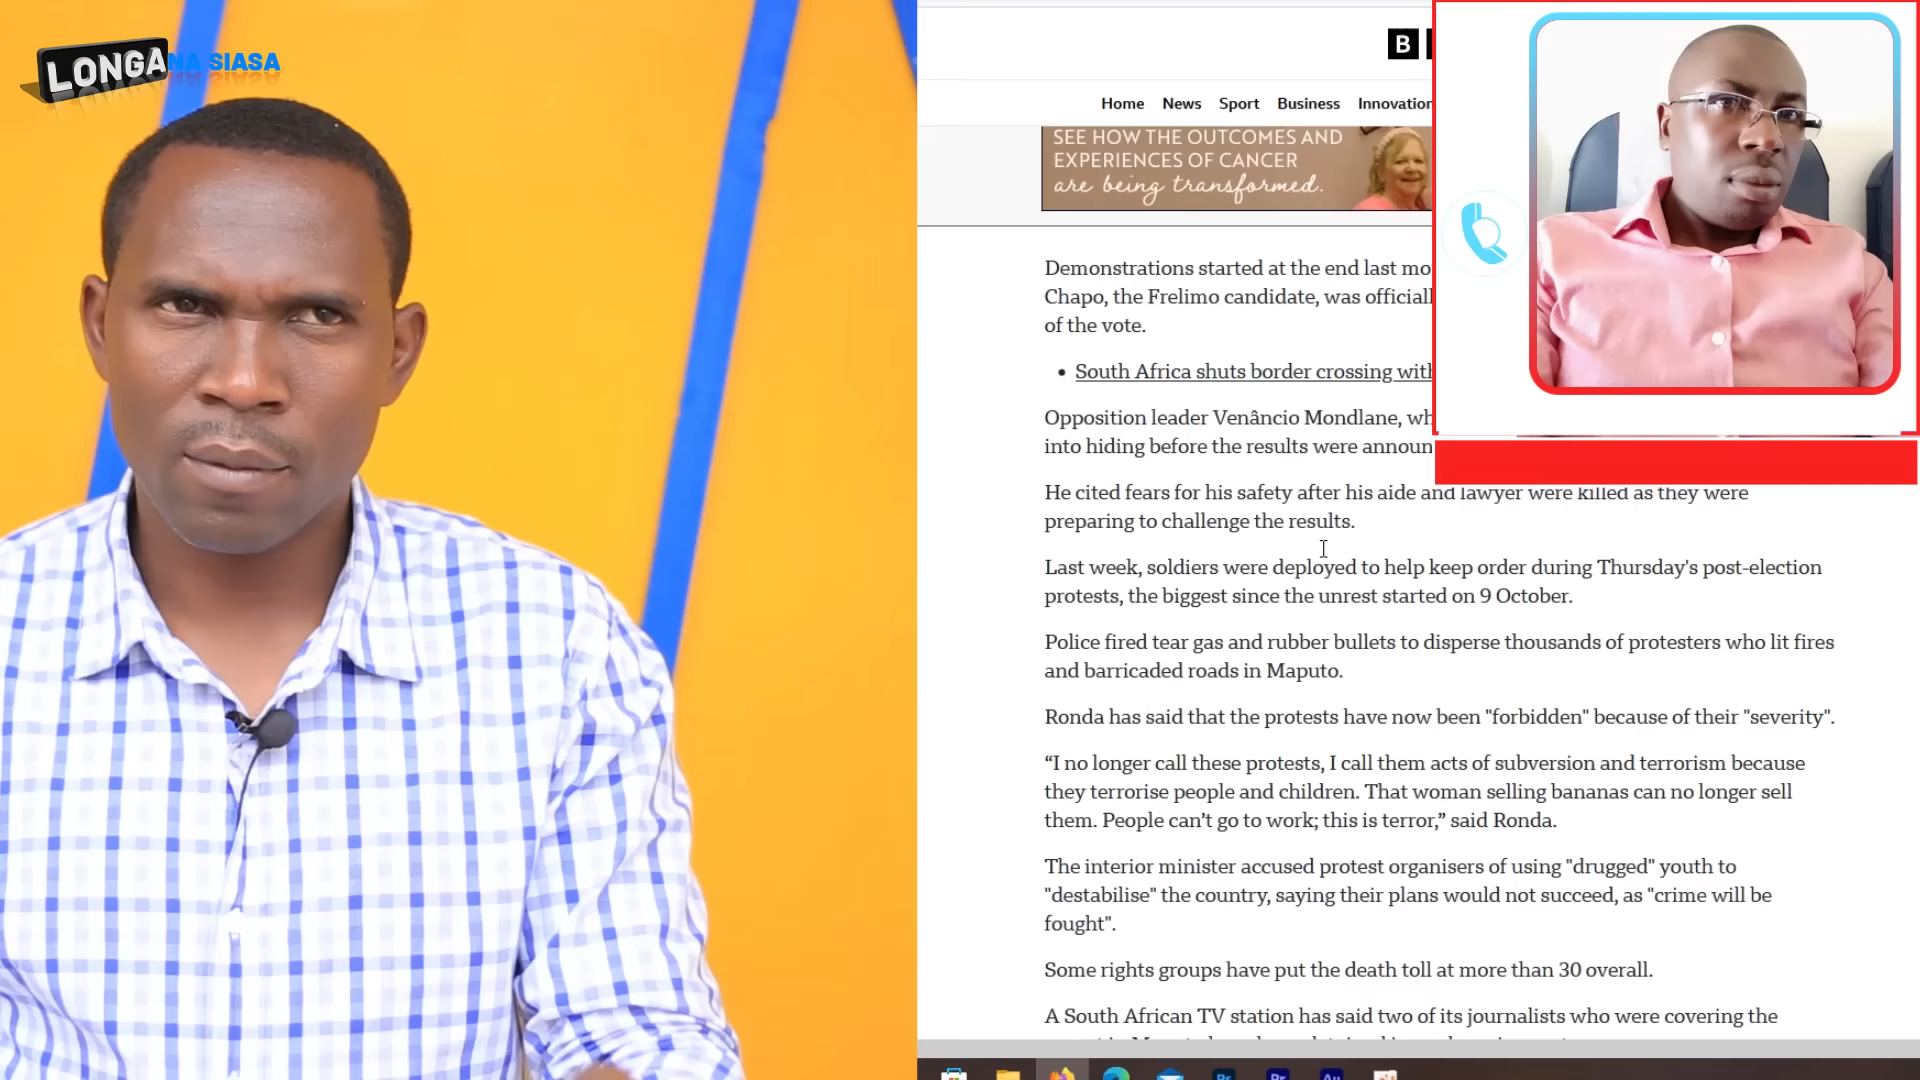 LONGA NA SIASA
B
Home News Sport Business Innovation
SEE HOW THE OUTCOMES AND
EXPERIENCES OF CANCER
are being transformed.
Demonstrations started at the end last
Chapo, the Frelimo candidate, was
of the vote.
• South Africa shuts border crossing
Opposition leader Venâncio Mondlane,
into hiding before the results were
He cited fears for his safety after his aide and lawyer were killed as they were
preparing to challenge the results.
Last week, soldiers were deployed to help keep order during Thursday's post-election
protests, the biggest since the unrest started on 9 October.
Police fired tear gas and rubber bullets to disperse thousands of protesters who lit fires
and barricaded roads in Maputo.
Ronda has said that the protests have now been "forbidden" because of their "severity".
“I no longer call these protests, I call them acts of subversion and terrorism because
they terrorise people and children. That woman selling bananas can no longer sell
them. People can’t go to work; this is terror,” said Ronda.
The interior minister accused protest organisers of using "drugged" youth to
"destabilise" the country, saying their plans would not succeed, as "crime will be
fought".
Some rights groups have put the death toll at more than 30 overall.
A South African TV station has said two of its journalists who were covering the